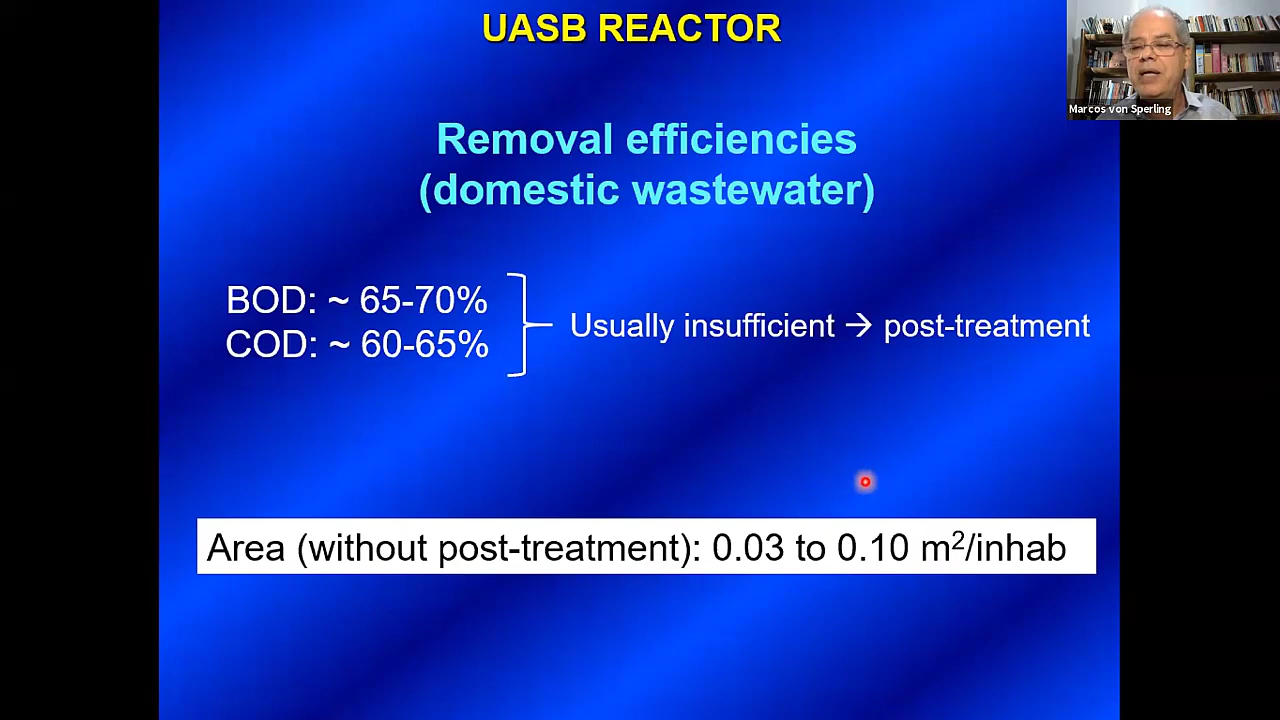 UASB REACTOR
Marcos von Sperling
Removal efficiencies
(domestic wastewater)
BOD: ~ 65-70%
COD: ~ 60-65%
Usually insufficient → post-treatment
Area (without post-treatment): 0.03 to 0.10 m²/inhab